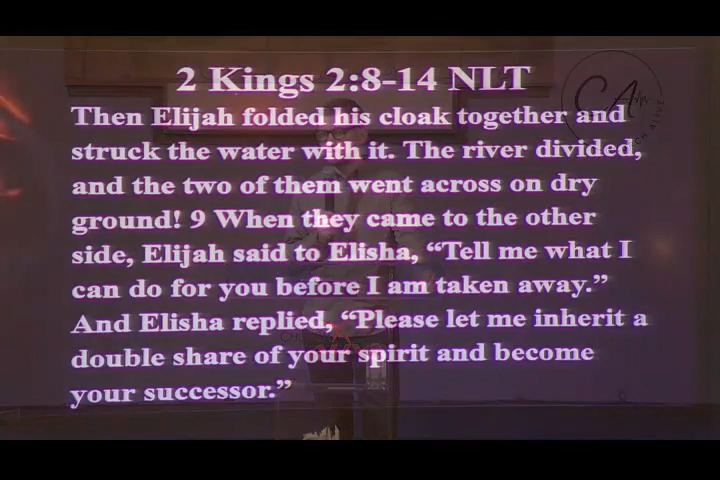 2 Kings 2:8-14 NLT
Then Elijah folded his cloak together and
struck the water with it. The river divided,
and the two of them went across on dry
ground! 9 When they came to the other
side, Elijah said to Elisha, “Tell me what I
can do for you before I am taken away.”
And Elisha replied, “Please let me inherit a
double share of your spirit and become
your successor.”